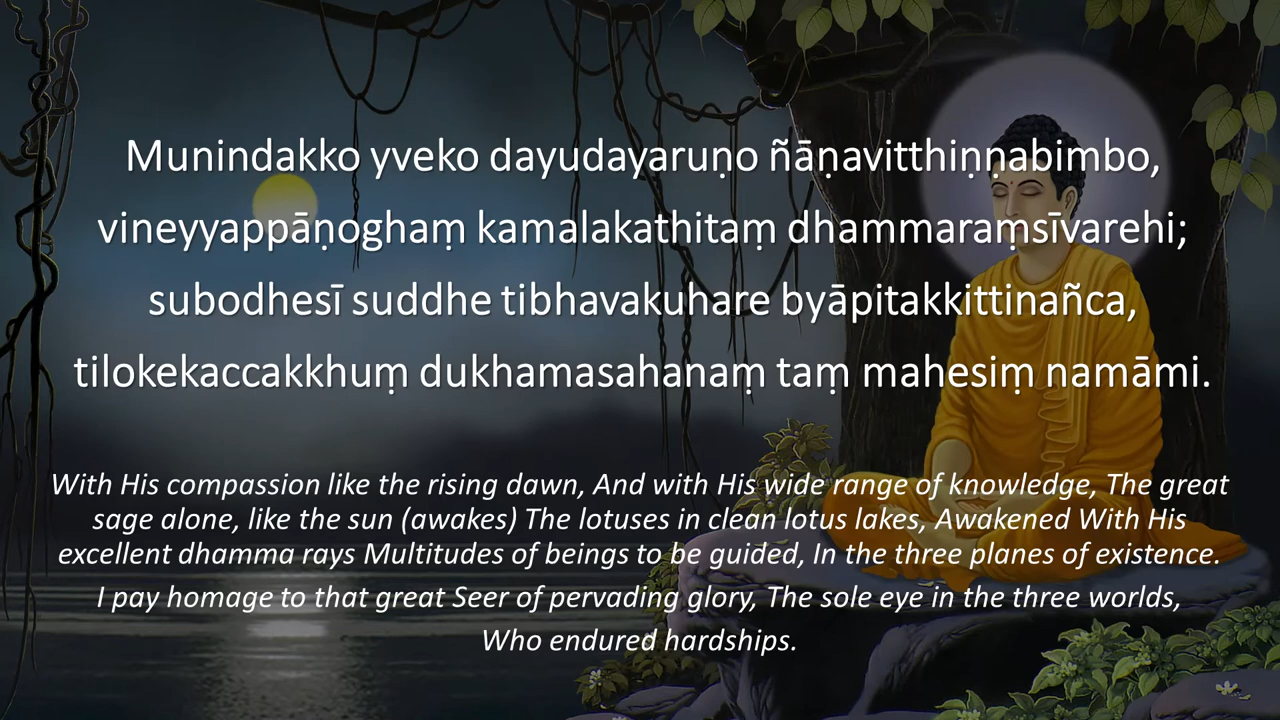 Munindakko yveko dayudayaruṇo ñāṇavitthiṇṇabimbo,
vineyyappāṇoghaṃ kamalakathitaṃ dhammaraṃsīvarehi;
subodhesī suddhe tibhavakuhare byāpitakkittinañca,
tilokekaccakkhuṃ dukhamasahanaṃ taṃ mahesiṃ namāmi.
With His compassion like the rising dawn, And with His wide range of knowledge, The great
sage alone, like the sun (awakes) The lotuses in clean lotus lakes, Awakened With His
excellent dhamma rays Multitudes of beings to be guided, In the three planes of existence.
I pay homage to that great Seer of pervading glory, The sole eye in the three worlds,
Who endured hardships.